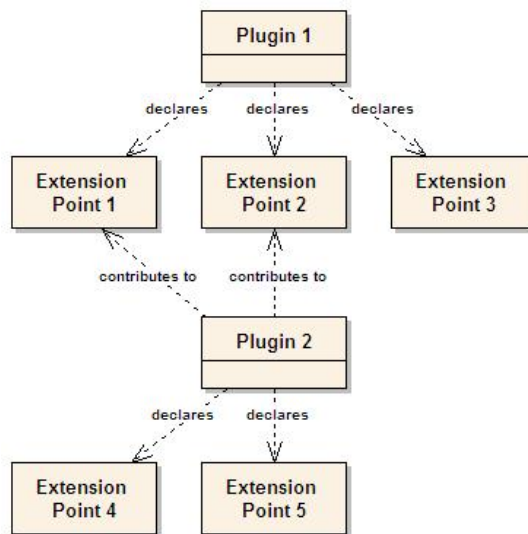 Plugin 1
declares
declares
declares
Extension
Point 1
Extension
Point 2
Extension
Point 3
contributes to
contributes to
Plugin 2
declares
declares
Extension
Point 4
Extension
Point 5